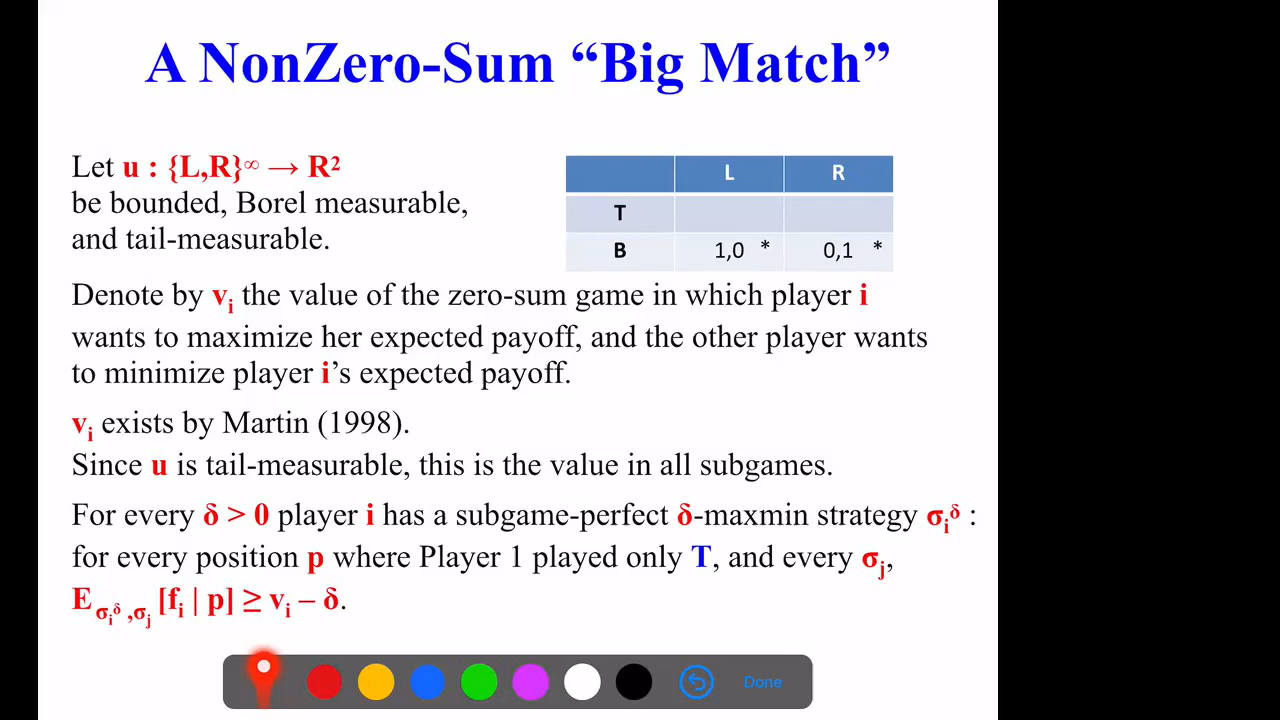 A NonZero-Sum “Big Match”
Let u : {L,R}∞ → R²
be bounded, Borel measurable,
and tail-measurable.
L R
T
B 1,0 * 0,1 *
Denote by vᵢ the value of the zero-sum game in which player i
wants to maximize her expected payoff, and the other player wants
to minimize player i’s expected payoff.
vᵢ exists by Martin (1998).
Since u is tail-measurable, this is the value in all subgames.
For every δ > 0 player i has a subgame-perfect δ-maxmin strategy σᵢᵟ :
for every position p where Player 1 played only T, and every σⱼ,
E σᵢᵟ,σⱼ [fᵢ | p] ≥ vᵢ – δ.
Done